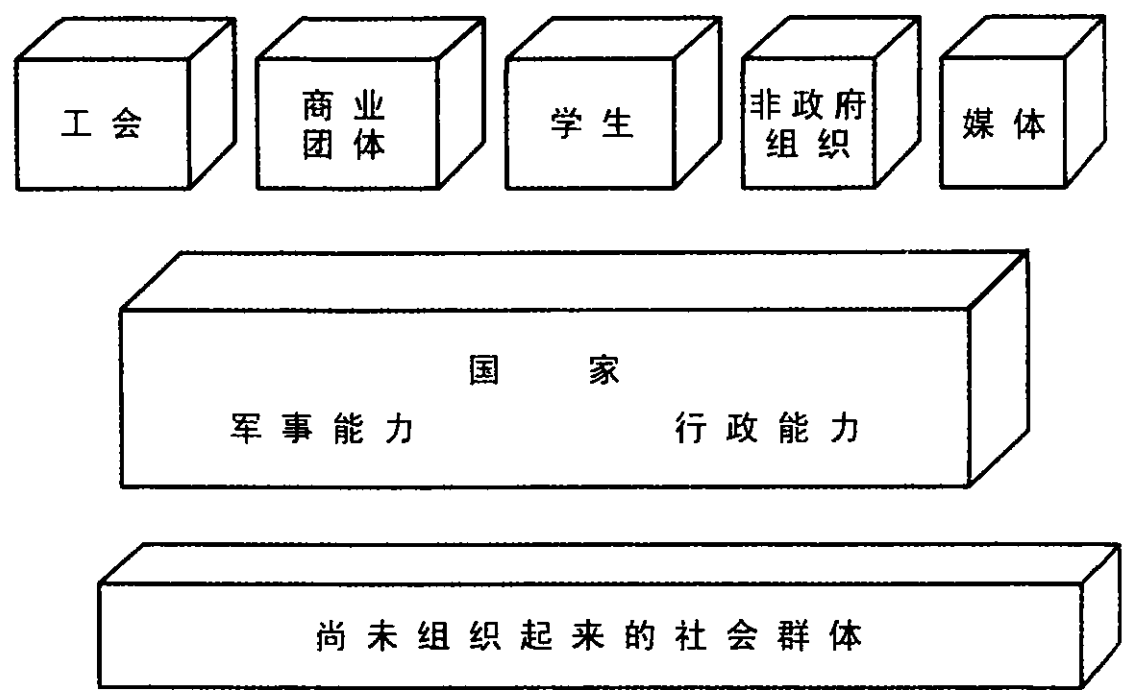 工会
商业
团体
学生
非政府
组织
媒体
国家
军事能力
行政能力
尚未组织起来的社会群体